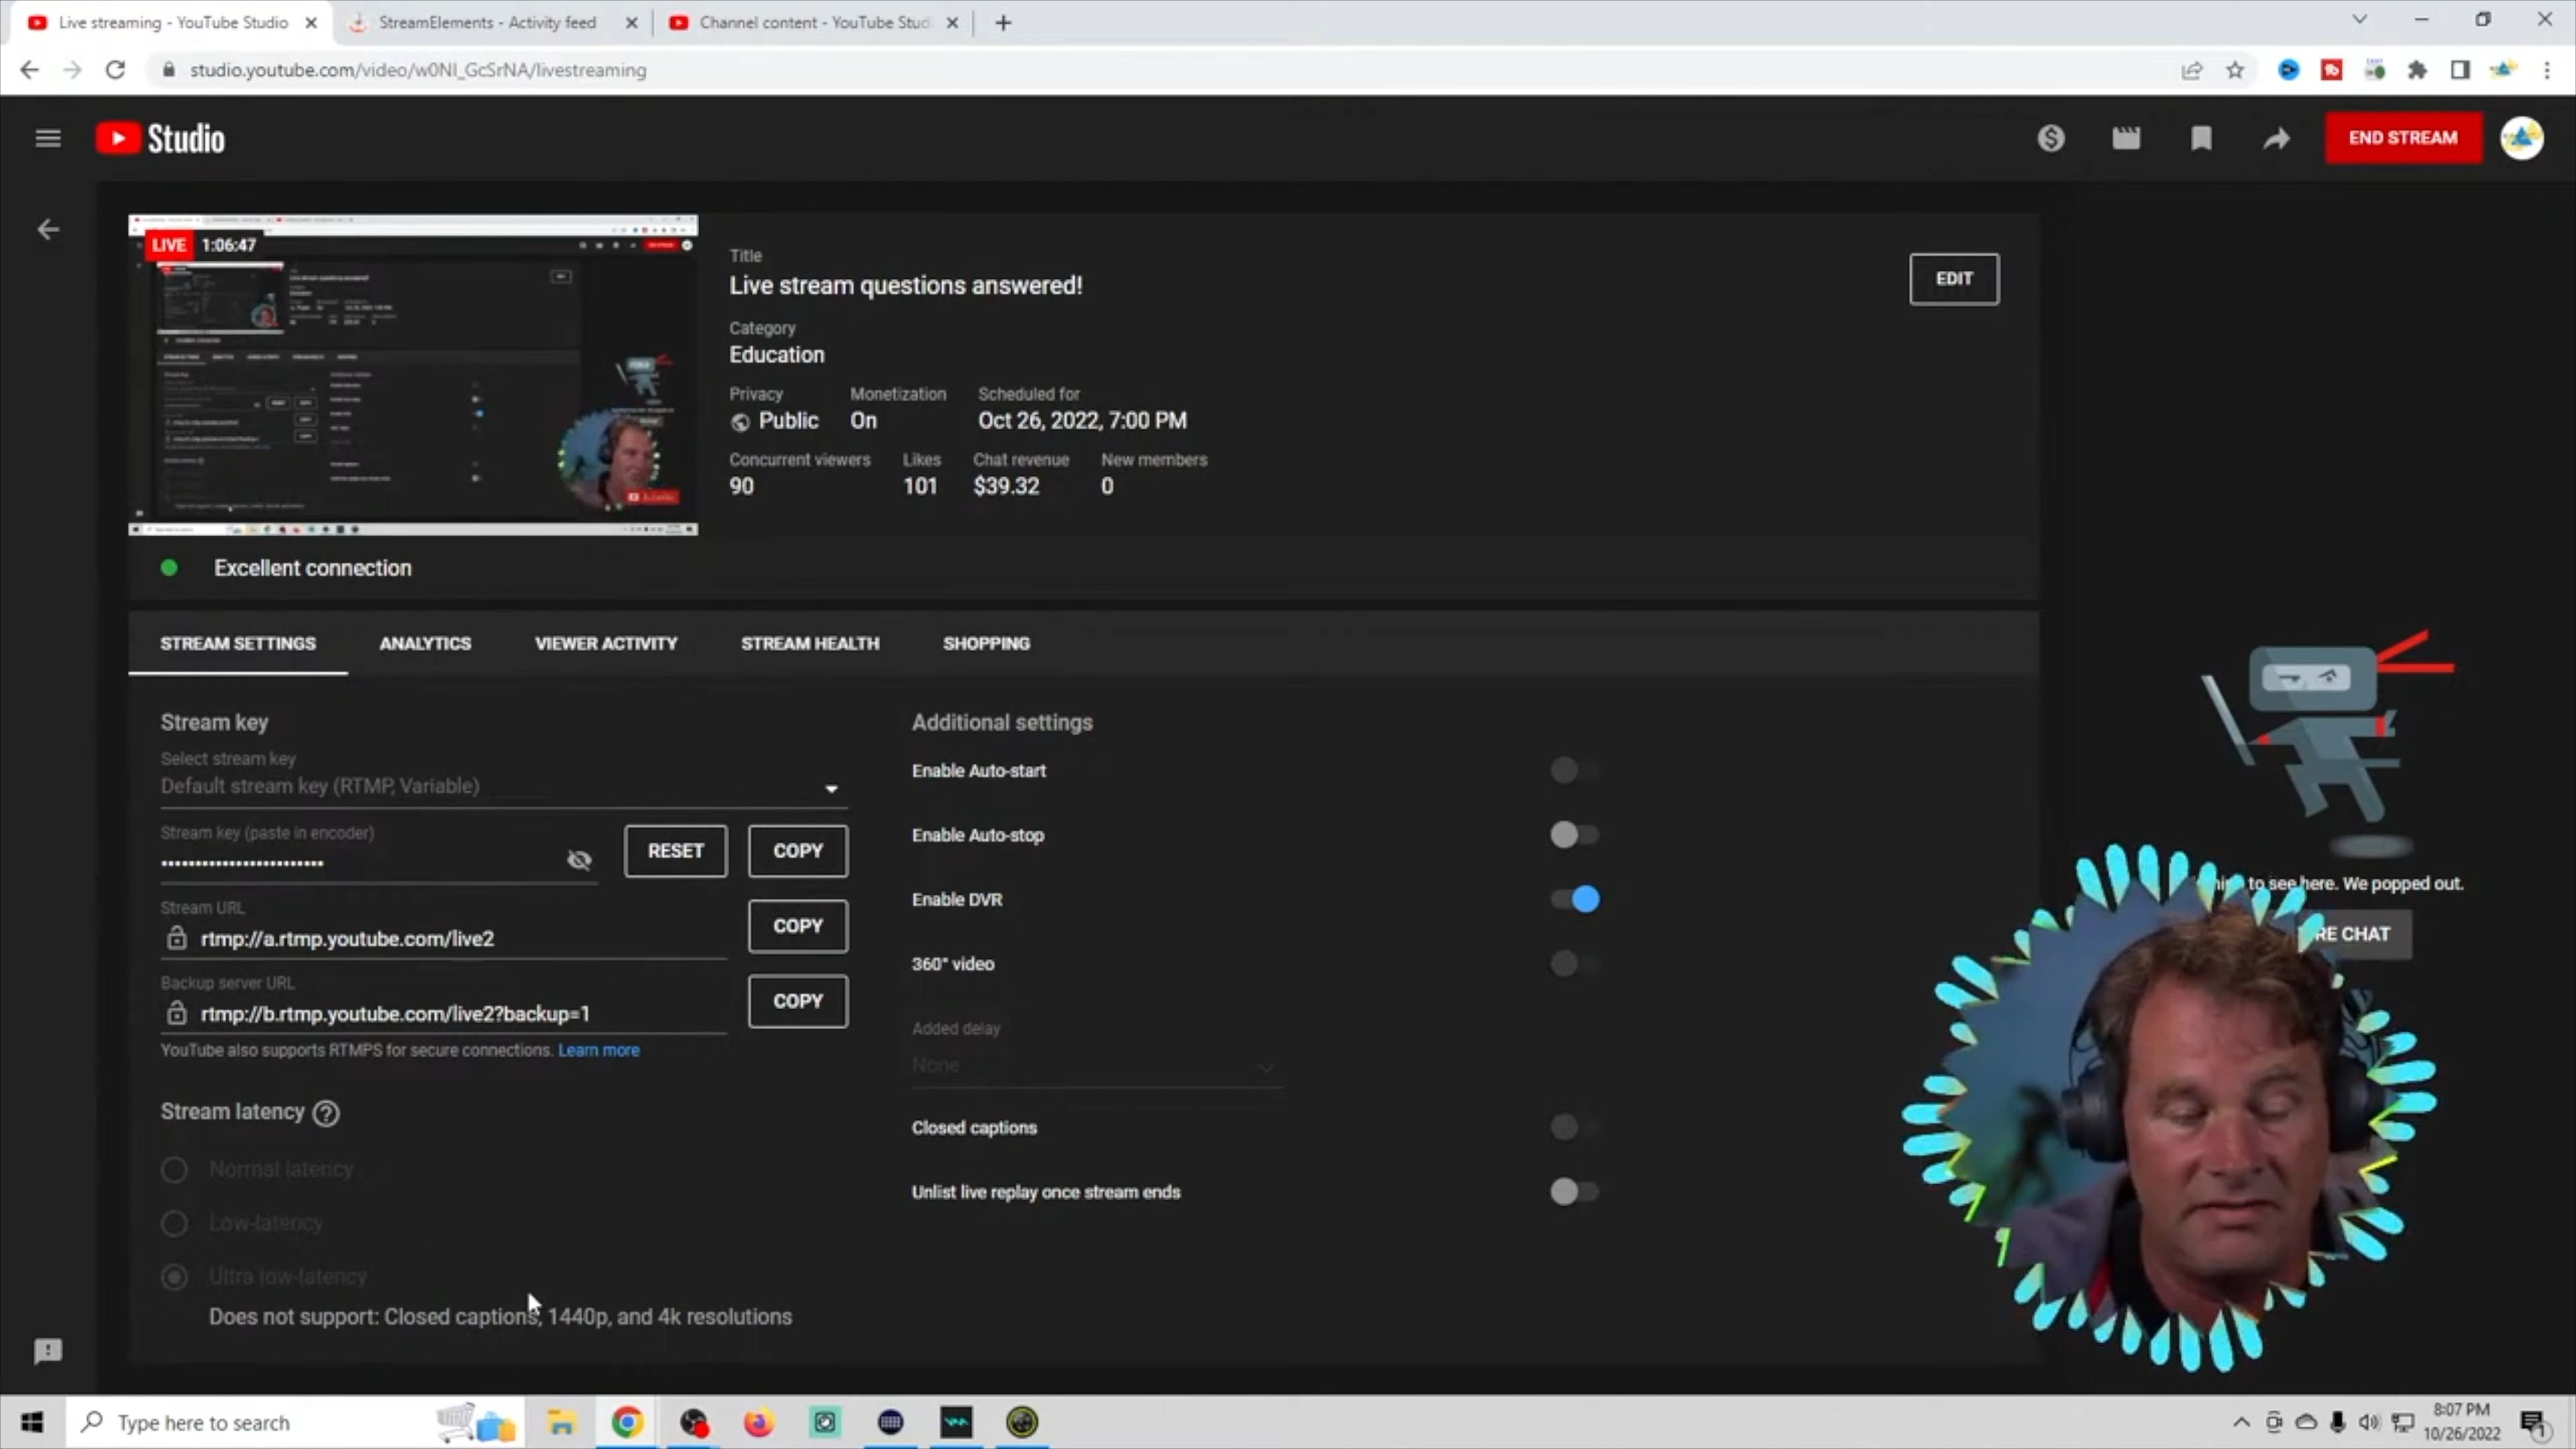 Live streaming - YouTube Studio
StreamElements - Activity feed
Channel content - YouTube Stud
studio.youtube.com/video/w0Nl_GcSrNA/livestreaming
Studio
END STREAM
LIVE 1:06:47
Title
Live stream questions answered!
EDIT
Category
Education
Privacy Monetization Scheduled for
Public On Oct 26, 2022, 7:00 PM
Concurrent viewers Likes Chat revenue New members
90 101 $39.32 0
Excellent connection
STREAM SETTINGS ANALYTICS VIEWER ACTIVITY STREAM HEALTH SHOPPING
Stream key
Select stream key
Default stream key (RTMP, Variable)
Stream key (paste in encoder)
RESET COPY
Stream URL
rtmp://a.rtmp.youtube.com/live2
COPY
Backup server URL
rtmp://b.rtmp.youtube.com/live2?backup=1
COPY
YouTube also supports RTMPS for secure connections. Learn more
Stream latency
Normal latency
Low-latency
Ultra low-latency
Does not support: Closed captions, 1440p, and 4k resolutions
Additional settings
Enable Auto-start
Enable Auto-stop
Enable DVR
360° video
Added delay
None
Closed captions
Unlist live replay once stream ends
to see here. We popped out.
CHAT
Type here to search
8:07 PM
10/26/2022
1